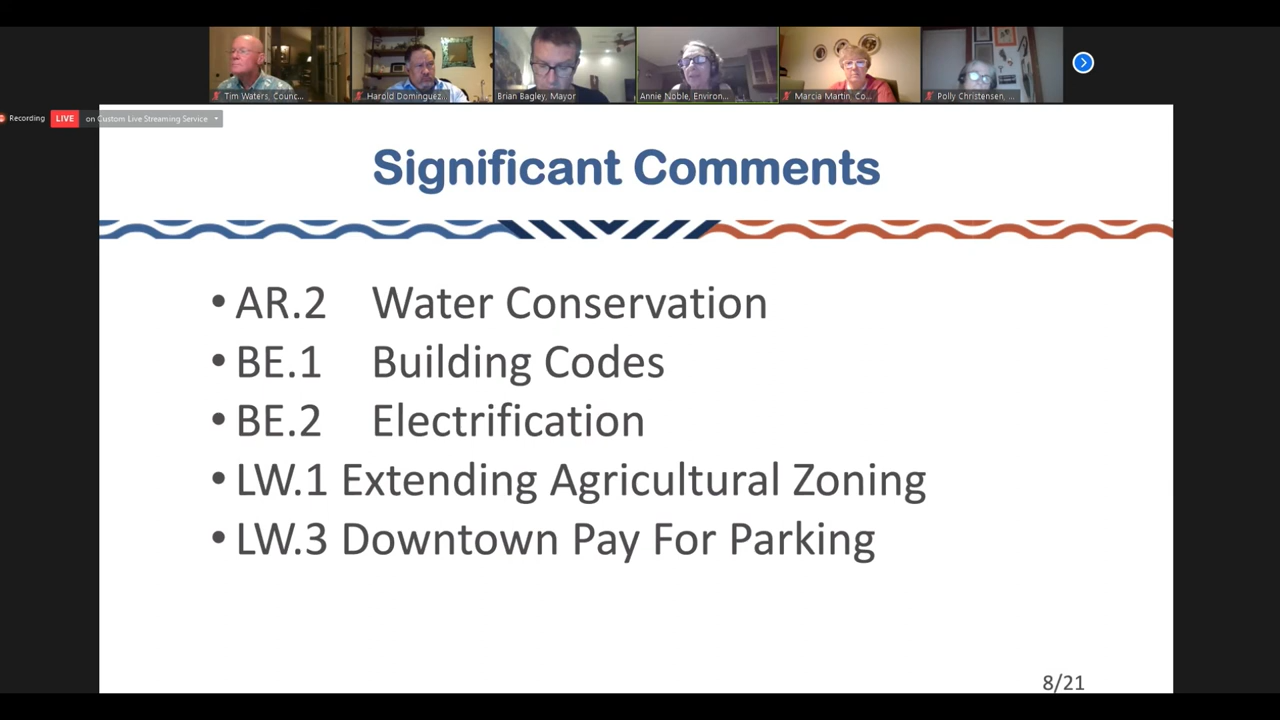 Tim Waters, Counc...
Harold Dominguez...
Brian Bagley, Mayor
Annie Noble, Environ...
Marcia Martin, Co...
Polly Christensen, ...
Recording
LIVE
on Custom Live Streaming Service
Significant Comments
• AR.2 Water Conservation
• BE.1 Building Codes
• BE.2 Electrification
• LW.1 Extending Agricultural Zoning
• LW.3 Downtown Pay For Parking
8/21